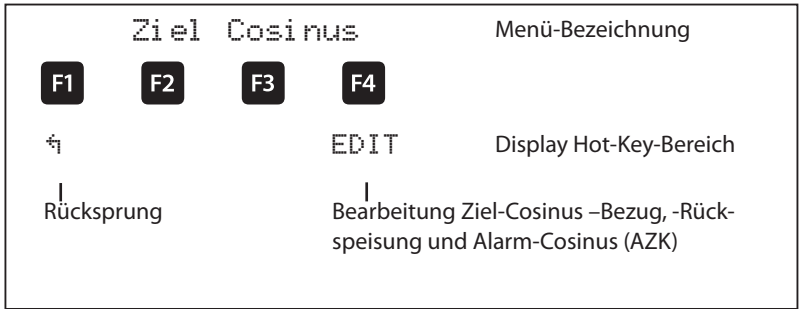 Ziel Cosinus Menü-Bezeichnung
F1 F2 F3 F4
↰ EDIT Display Hot-Key-Bereich
Rücksprung Bearbeitung Ziel-Cosinus –Bezug, -Rück-
speisung und Alarm-Cosinus (AZK)